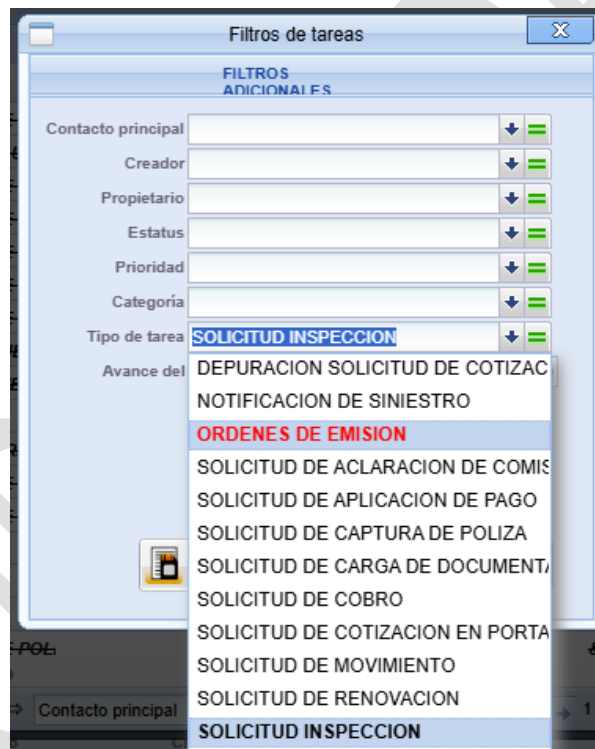 Filtros de tareas
FILTROS
ADICIONALES
Contacto principal
Creador
Propietario
Estatus
Prioridad
Categoría
Tipo de tarea SOLICITUD INSPECCION
Avance del
DEPURACION SOLICITUD DE COTIZAC
NOTIFICACION DE SINIESTRO
ORDENES DE EMISION
SOLICITUD DE ACLARACION DE COMIS
SOLICITUD DE APLICACION DE PAGO
SOLICITUD DE CAPTURA DE POLIZA
SOLICITUD DE CARGA DE DOCUMENTA
SOLICITUD DE COBRO
SOLICITUD DE COTIZACION EN PORTA
SOLICITUD DE MOVIMIENTO
SOLICITUD DE RENOVACION
SOLICITUD INSPECCION
POL.
Contacto principal
1